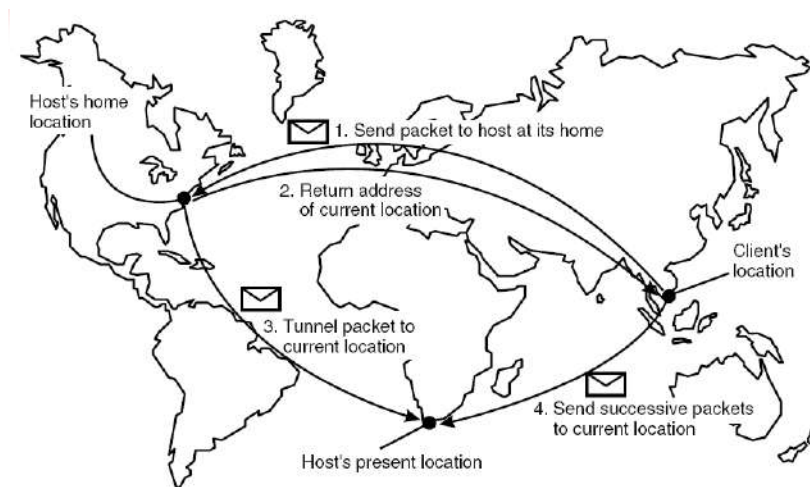 Host's home
location
1. Send packet to host at its home
2. Return address
of current location
Client's
location
3. Tunnel packet to
current location
4. Send successive packets
to current location
Host's present location